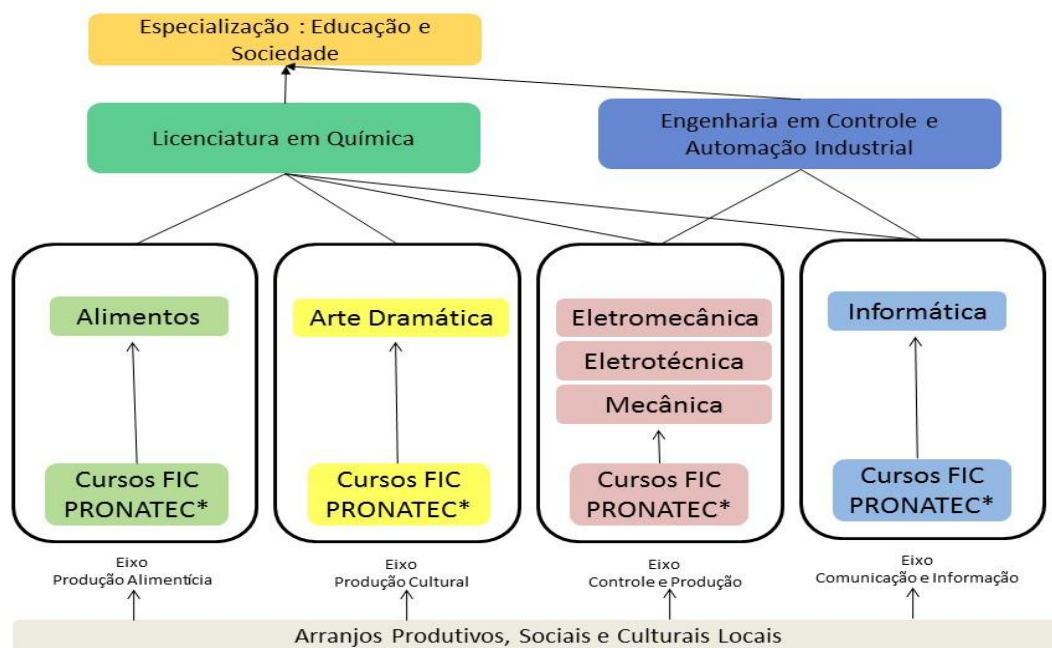 Especialização : Educação e
Sociedade
Licenciatura em Química
Engenharia em Controle e
Automação Industrial
Alimentos
Cursos FIC
PRONATEC*
Arte Dramática
Cursos FIC
PRONATEC*
Eletromecânica
Eletrotécnica
Mecânica
Cursos FIC
PRONATEC*
Informática
Cursos FIC
PRONATEC*
Eixo
Produção Alimentícia
Eixo
Produção Cultural
Eixo
Controle e Produção
Eixo
Comunicação e Informação
Arranjos Produtivos, Sociais e Culturais Locais